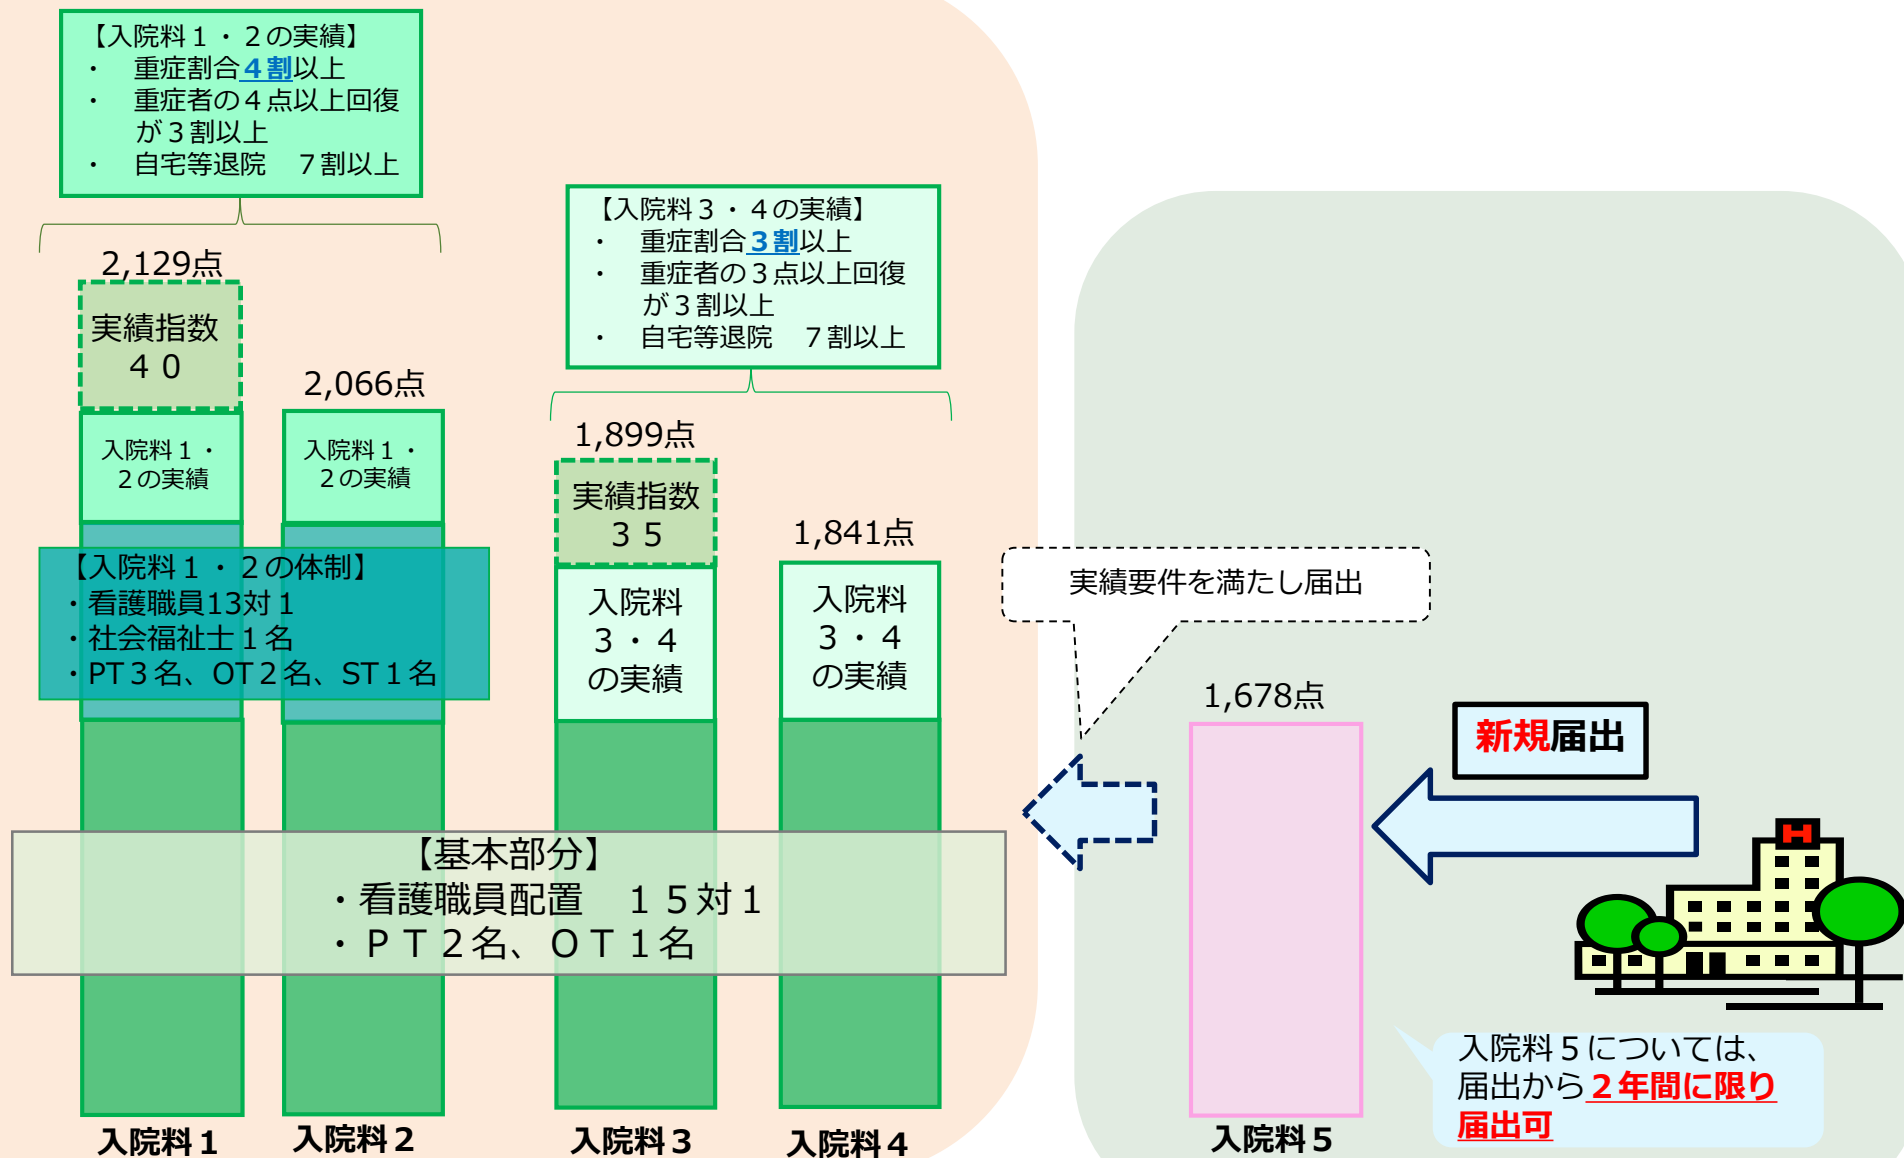 【入院料１・２の実績】
・　重症割合４割以上
・　重症者の４点以上回復
が３割以上
・　自宅等退院　７割以上
2,129点
実績指数
４０
入院料１・
２の実績
2,066点
入院料１・
２の実績
【入院料１・２の体制】
・看護職員13対１
・社会福祉士１名
・PT３名、OT２名、ST１名
【入院料３・４の実績】
・　重症割合３割以上
・　重症者の３点以上回復
が３割以上
・　自宅等退院　７割以上
1,899点
実績指数
３５
入院料
３・４
の実績
1,841点
入院料
３・４
の実績
【基本部分】
・看護職員配置　１５対１
・ＰＴ２名、ＯＴ１名
実績要件を満たし届出
1,678点
新規届出
H
入院料５については、
届出から２年間に限り
届出可
入院料１
入院料２
入院料３
入院料４
入院料５